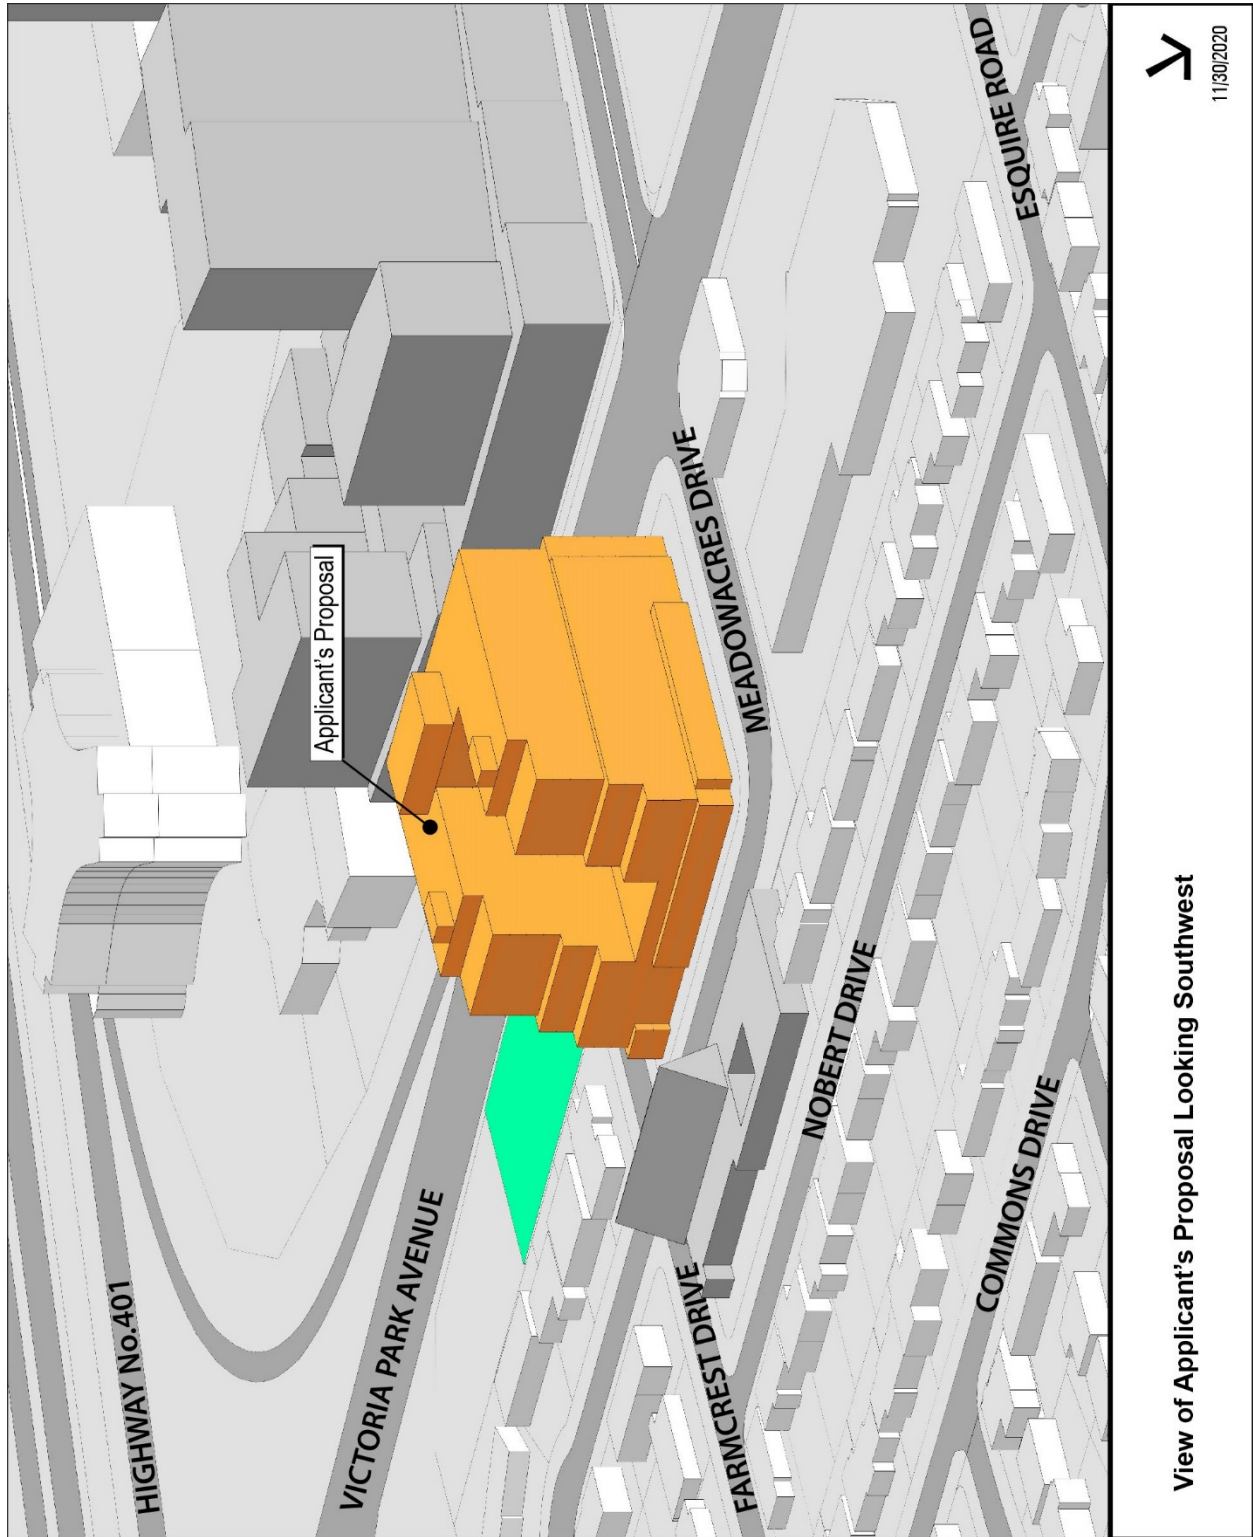 HIGHWAY No.401
VICTORIA PARK AVENUE
Applicant's Proposal
MEADOWACRES DRIVE
FARMCREST DRIVE
NOBERT DRIVE
COMMONS DRIVE
ESQUIRE ROAD
View of Applicant's Proposal Looking Southwest
11/30/2020